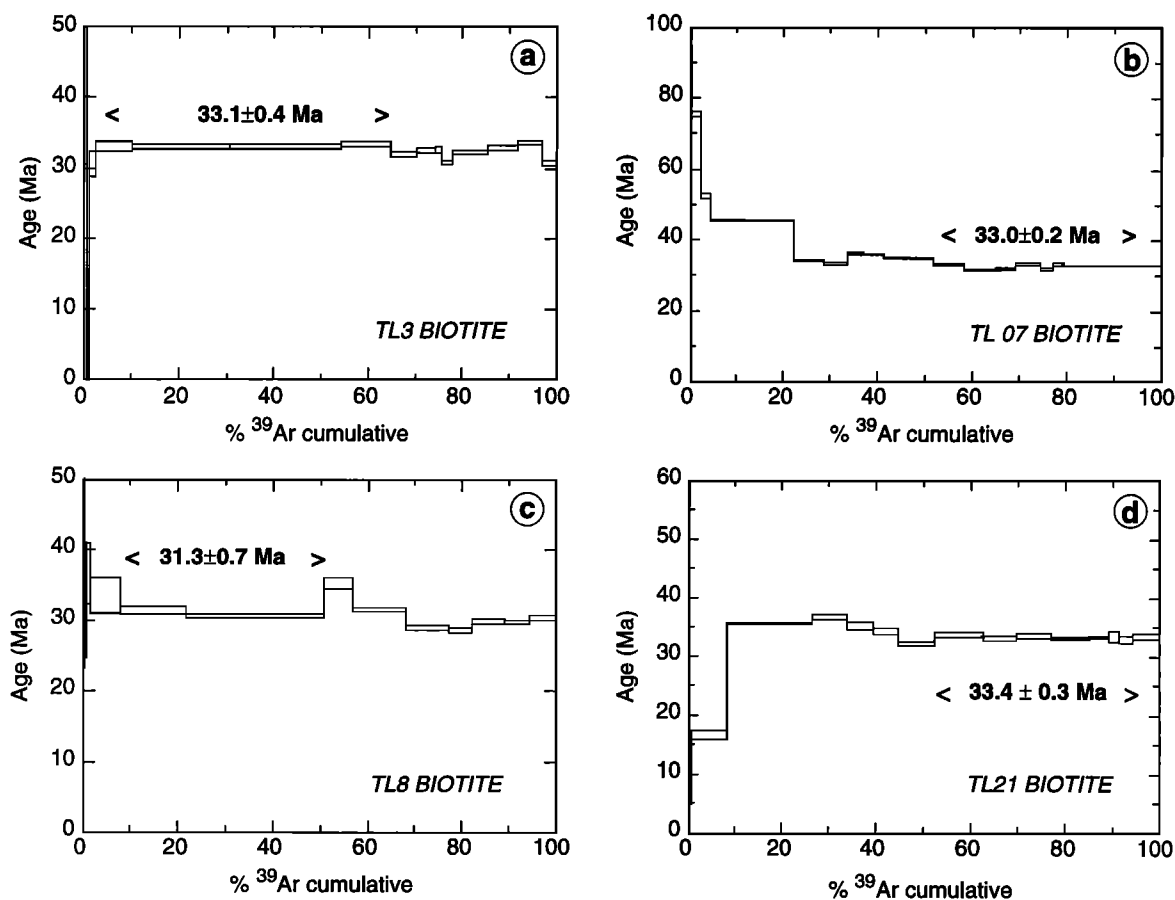 50
40
30
20
10
0
Age (Ma)
a
< 33.1±0.4 Ma >
TL3 BIOTITE
0 20 40 60 80 100
% ³⁹Ar cumulative
100
80
60
40
20
0
Age (Ma)
b
< 33.0±0.2 Ma >
TL 07 BIOTITE
0 20 40 60 80 100
% ³⁹Ar cumulative
50
40
30
20
10
0
Age (Ma)
c
< 31.3±0.7 Ma >
TL8 BIOTITE
0 20 40 60 80 100
% ³⁹Ar cumulative
60
50
40
30
20
10
0
Age (Ma)
d
< 33.4 ± 0.3 Ma >
TL21 BIOTITE
0 20 40 60 80 100
% ³⁹Ar cumulative